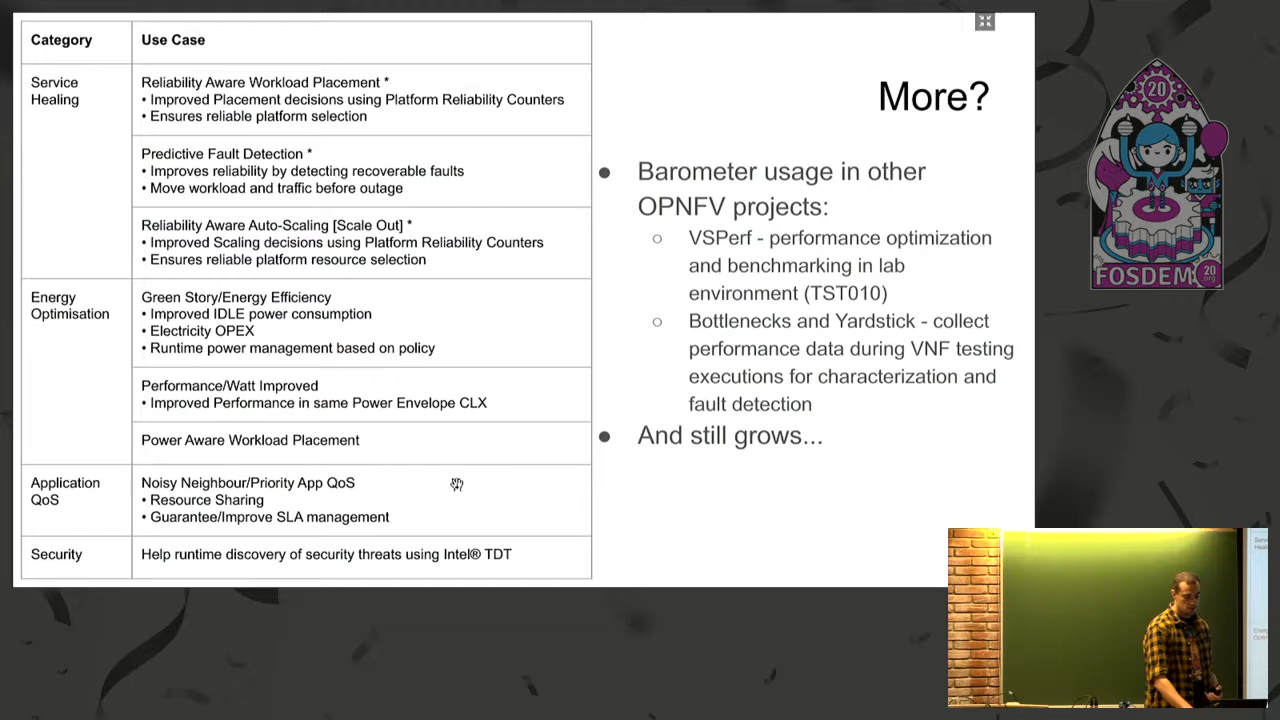 Category Use Case
Service
Healing
Reliability Aware Workload Placement *
• Improved Placement decisions using Platform Reliability Counters
• Ensures reliable platform selection
Predictive Fault Detection *
• Improves reliability by detecting recoverable faults
• Move workload and traffic before outage
Reliability Aware Auto-Scaling [Scale Out] *
• Improved Scaling decisions using Platform Reliability Counters
• Ensures reliable platform resource selection
Energy
Optimisation
Green Story/Energy Efficiency
• Improved IDLE power consumption
• Electricity OPEX
• Runtime power management based on policy
Performance/Watt Improved
• Improved Performance in same Power Envelope CLX
Power Aware Workload Placement
Application
QoS
Noisy Neighbour/Priority App QoS
• Resource Sharing
• Guarantee/Improve SLA management
Security Help runtime discovery of security threats using Intel® TDT
More?
● Barometer usage in other
OPNFV projects:
○ VSPerf - performance optimization
and benchmarking in lab
environment (TST010)
○ Bottlenecks and Yardstick - collect
performance data during VNF testing
executions for characterization and
fault detection
● And still grows...
20
FOSDEM 20
.org